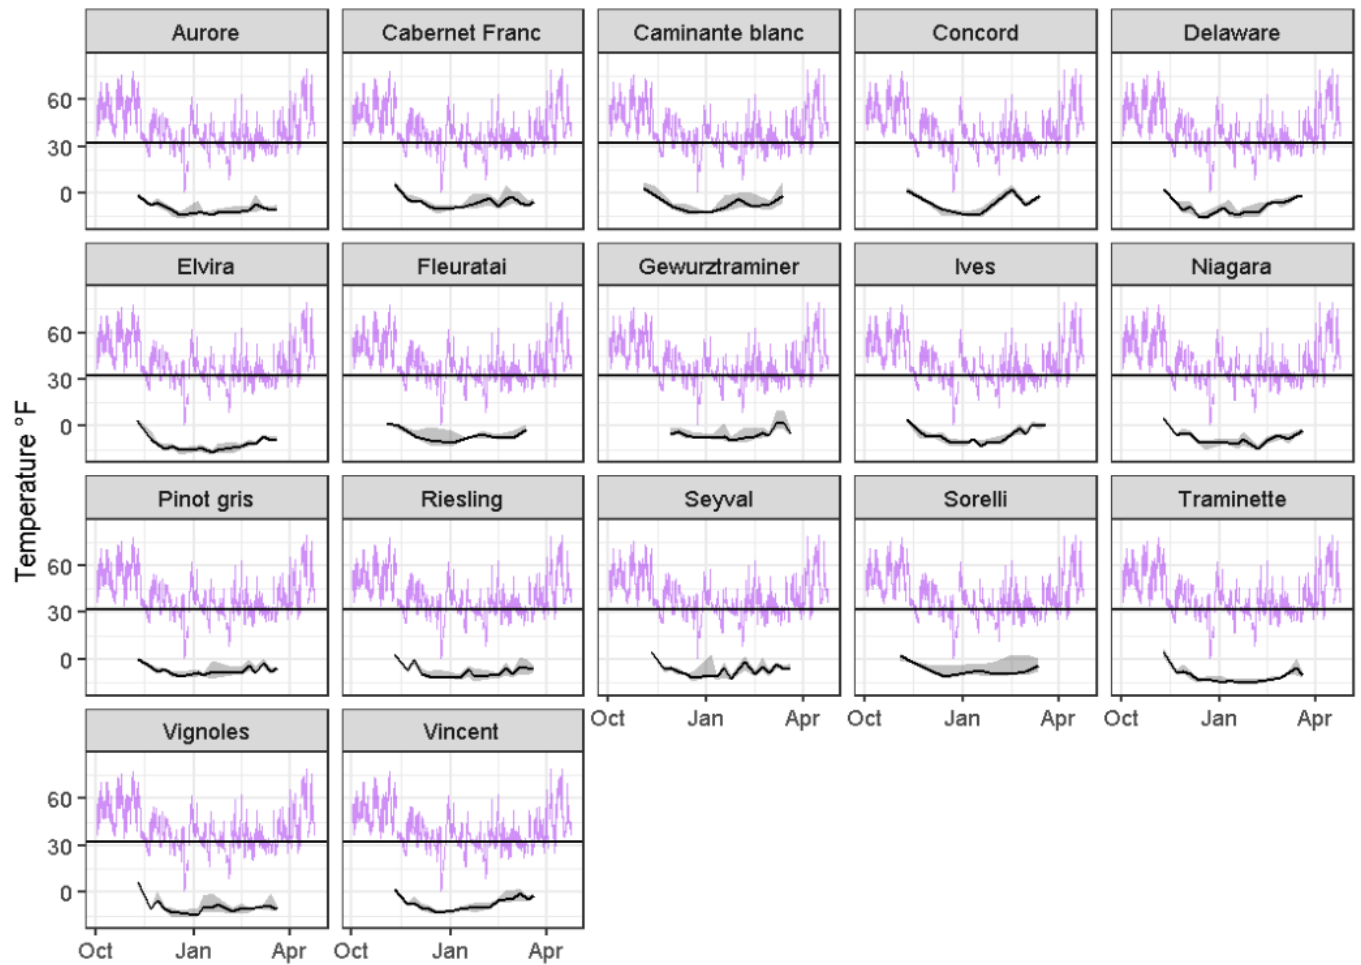 Aurore Cabernet Franc Caminante blanc Concord Delaware
60
30
0
Elvira Fleuratai Gewurztraminer Ives Niagara
60
30
0
Temperature °F
Pinot gris Riesling Seyval Sorelli Traminette
60
30
0
Oct Jan Apr Oct Jan Apr Oct Jan Apr
Vignoles Vincent
60
30
0
Oct Jan Apr Oct Jan Apr